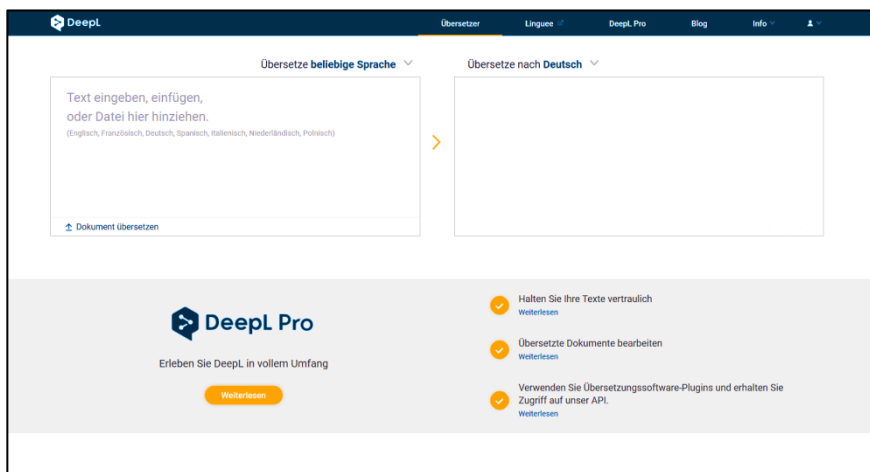 DeepL
Übersetzer
Linguee
DeepL Pro
Blog
Info
Übersetze beliebige Sprache
Übersetze nach Deutsch
Text eingeben, einfügen,
oder Datei hier hinziehen.
(Englisch, Französisch, Deutsch, Spanisch, Italienisch, Niederländisch, Polnisch)
Dokument übersetzen
DeepL Pro
Erleben Sie DeepL in vollem Umfang
Weiterlesen
Halten Sie Ihre Texte vertraulich
Weiterlesen
Übersetzte Dokumente bearbeiten
Weiterlesen
Verwenden Sie Übersetzungssoftware-Plugins und erhalten Sie
Zugriff auf unser API.
Weiterlesen